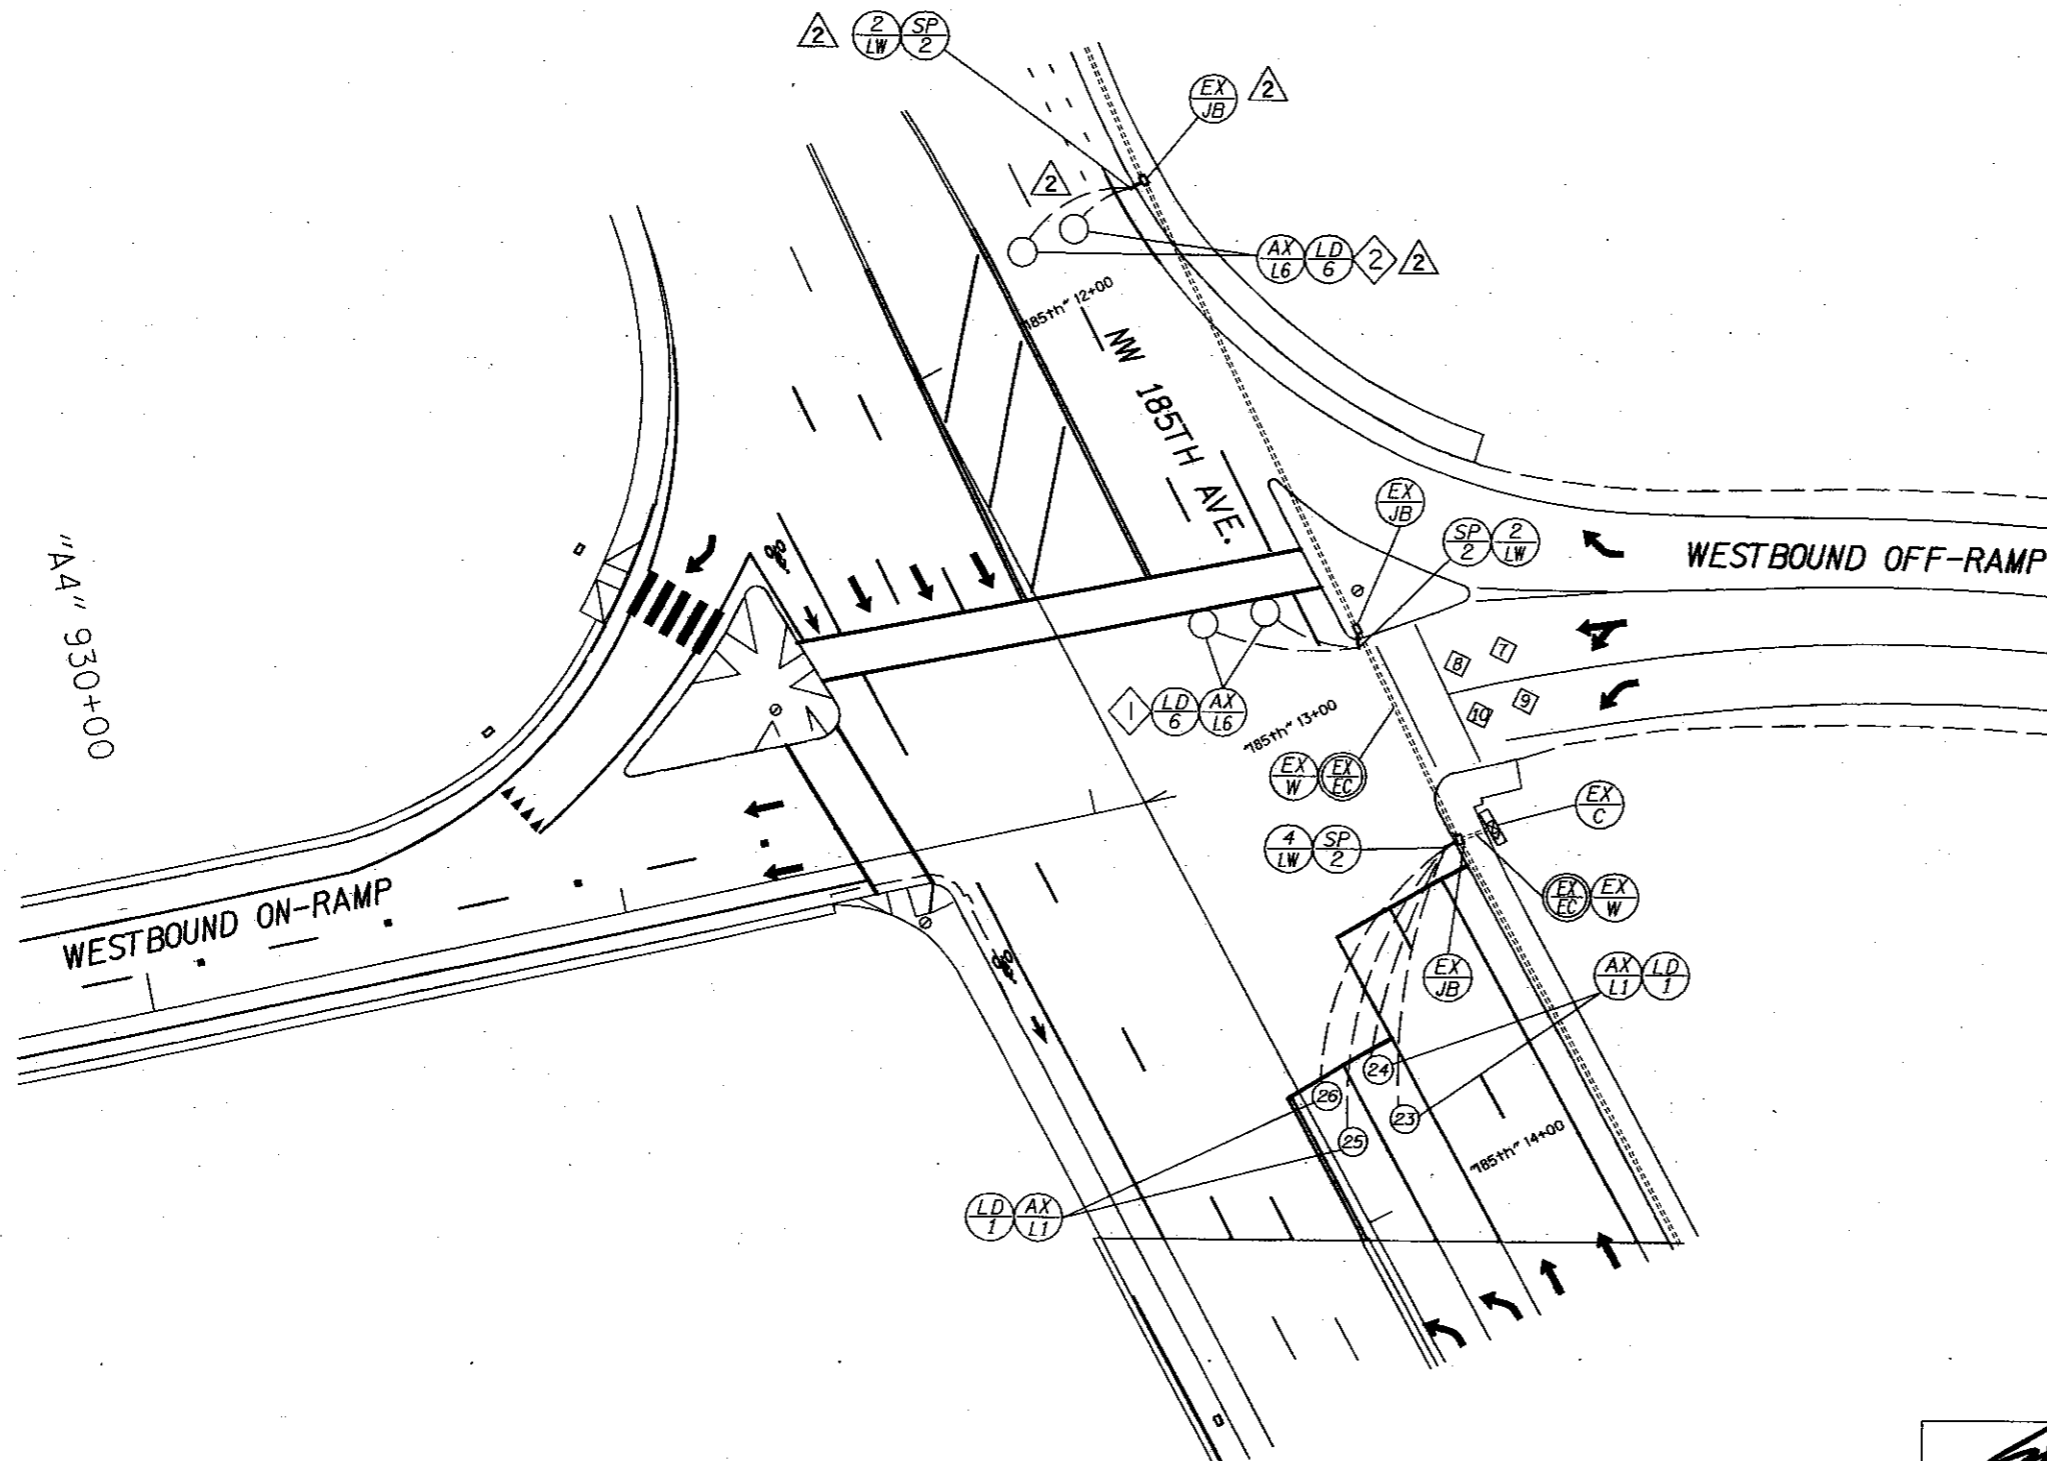 2
2 LW
SP 2
EX JB
2
2
AX L6
LD 6
2
2
"185th" 12+00
NW 185TH AVE.
EX JB
SP 2
2 LW
WESTBOUND OFF-RAMP
"A4" 930+00
8
7
10
9
1
LD 6
AX L6
"185th" 13+00
EX W
EX EC
EX C
4 LW
SP 2
EX EC
EX W
WESTBOUND ON-RAMP
EX JB
AX L1
LD 1
24
26
23
25
"185th" 14+00
LD 1
AX L1